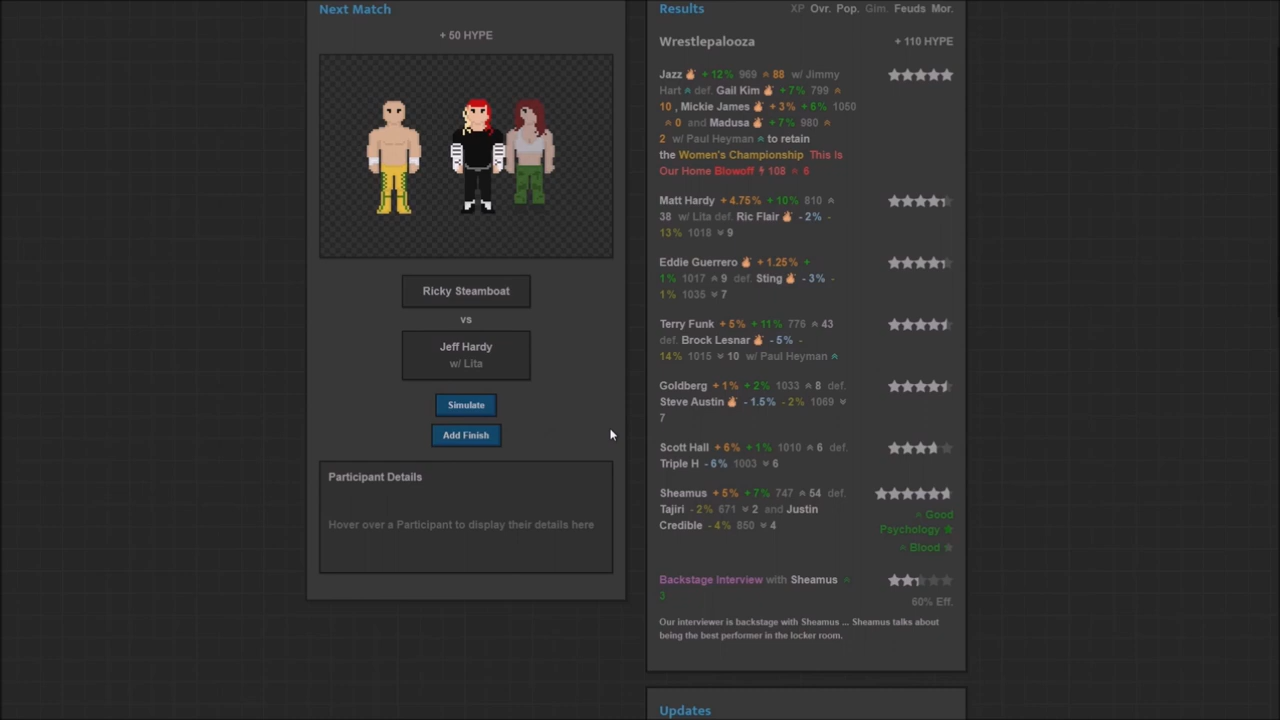 Next Match
+ 50 HYPE
Ricky Steamboat
vs
Jeff Hardy
w/ Lita
Simulate
Add Finish
Participant Details
Hover over a Participant to display their details here
Results
XP Ovr. Pop. Gim. Feuds Mor.
Wrestlepalooza + 110 HYPE
Jazz + 12% 969 88 w/ Jimmy
Hart def. Gail Kim + 7% 799
10 , Mickie James + 3% + 6% 1050
0 and Madusa + 7% 980
2 w/ Paul Heyman to retain
the Women's Championship This Is
Our Home Blowoff 108 6
Matt Hardy + 4.75% + 10% 810
38 w/ Lita def. Ric Flair - 2% -
13% 1018 9
Eddie Guerrero + 1.25% +
1% 1017 9 def. Sting - 3% -
1% 1035 7
Terry Funk + 5% + 11% 776 43
def. Brock Lesnar - 5% -
14% 1015 10 w/ Paul Heyman
Goldberg + 1% + 2% 1033 8 def.
Steve Austin - 1.5% - 2% 1069
7
Scott Hall + 6% + 1% 1010 6 def.
Triple H - 6% 1003 6
Sheamus + 5% + 7% 747 54 def.
Tajiri - 2% 671 2 and Justin
Credible - 4% 850 4
Good
Psychology
Blood
Backstage Interview with Sheamus
3
60% Eff.
Our interviewer is backstage with Sheamus ... Sheamus talks about
being the best performer in the locker room.
Updates